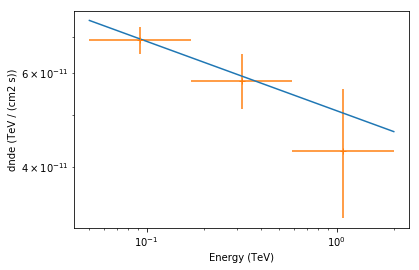 6 × 10⁻¹¹
4 × 10⁻¹¹
dnde (TeV / (cm2 s))
10⁻¹ 10⁰
Energy (TeV)